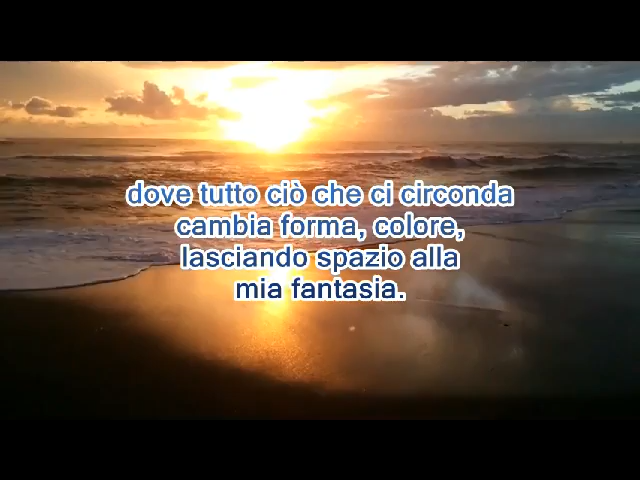 dove tutto ciò che ci circonda
cambia forma, colore,
lasciando spazio alla
mia fantasia.